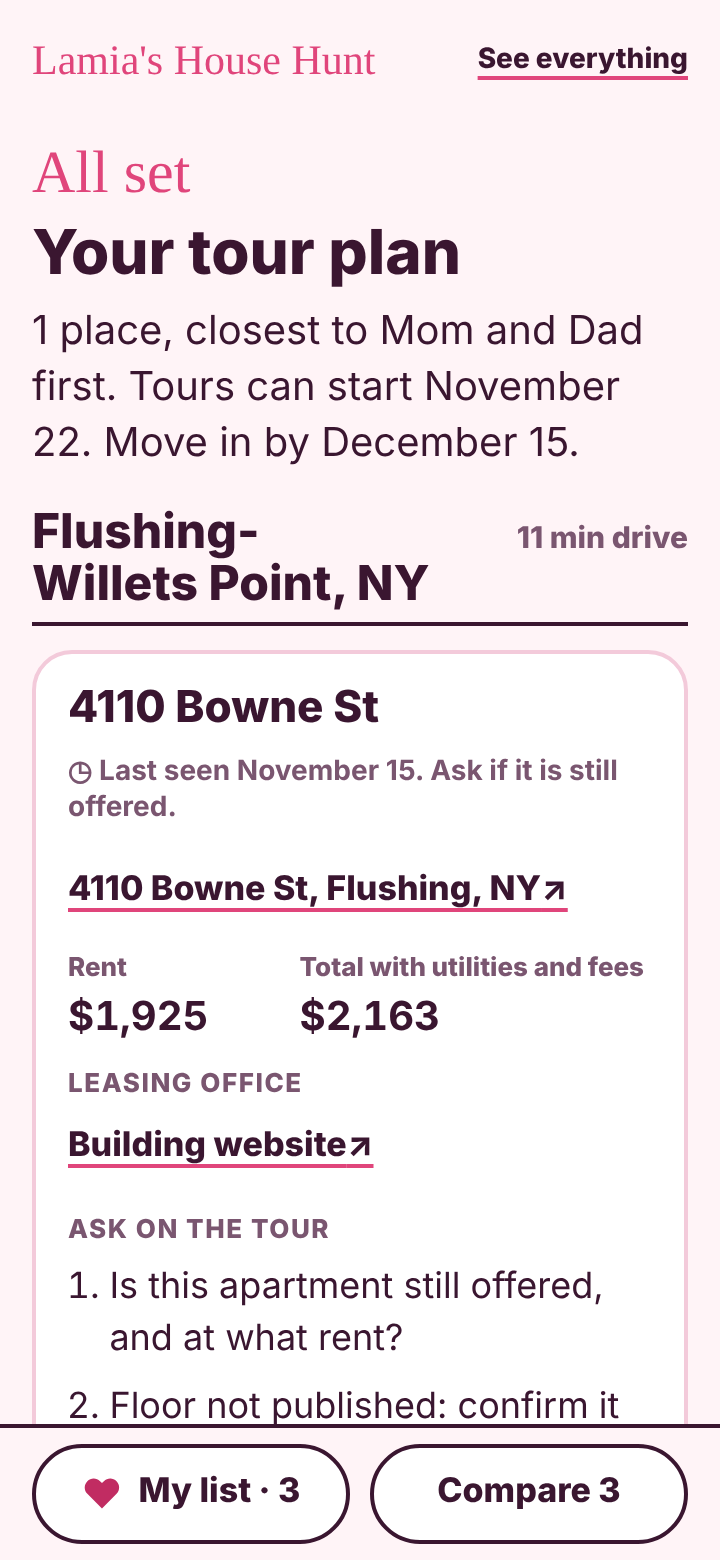 Lamia's House Hunt
See everything
All set
Your tour plan
1 place, closest to Mom and Dad
first. Tours can start November
22. Move in by December 15.
Flushing-
Willets Point, NY
11 min drive
4110 Bowne St
Last seen November 15. Ask if it is still
offered.
4110 Bowne St, Flushing, NY↗
Rent
Total with utilities and fees
$1,925
$2,163
LEASING OFFICE
Building website↗
ASK ON THE TOUR
1. Is this apartment still offered,
and at what rent?
2. Floor not published: confirm it
My list · 3
Compare 3